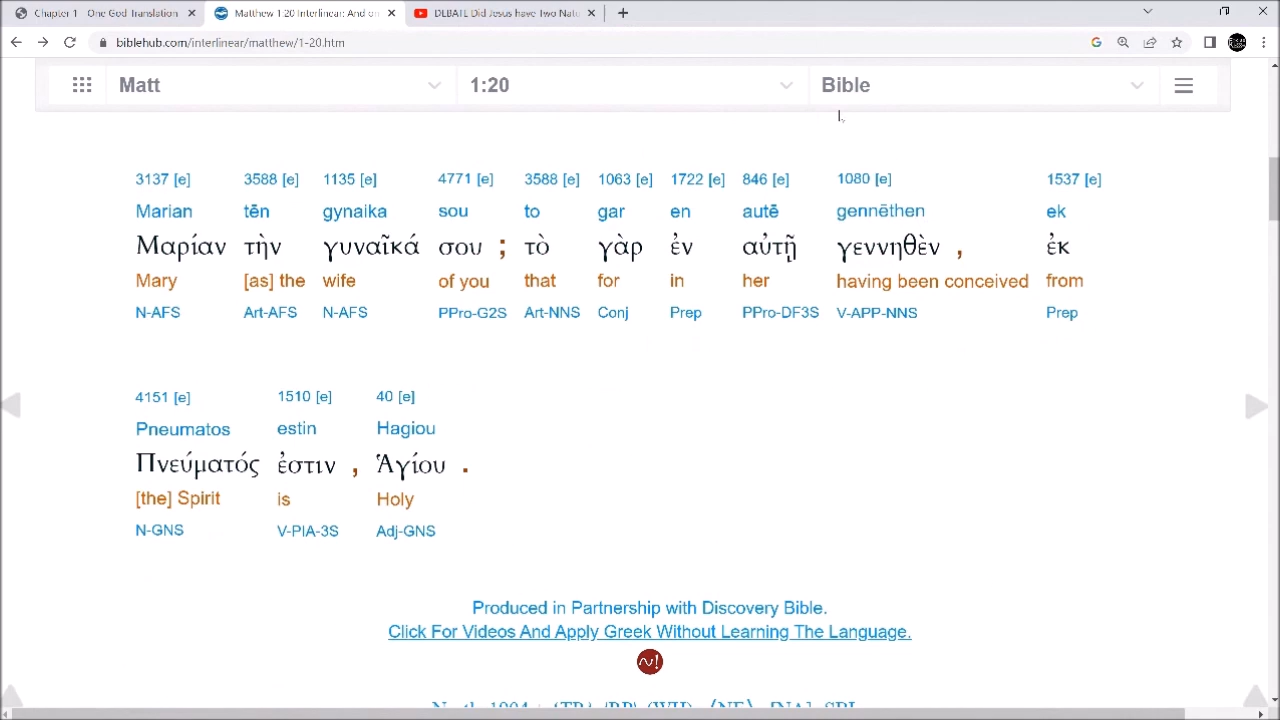 Chapter 1 - One God Translation
Matthew 1:20 Interlinear: And on
DEBATE Did Jesus have Two Natu
biblehub.com/interlinear/matthew/1-20.htm
Matt 1:20 Bible
3137 [e] 3588 [e] 1135 [e] 4771 [e] 3588 [e] 1063 [e] 1722 [e] 846 [e] 1080 [e] 1537 [e]
Marian tēn gynaika sou to gar en autē gennēthen ek
Μαρίαν τὴν γυναῖκά σου ; τὸ γὰρ ἐν αὐτῇ γεννηθὲν , ἐκ
Mary [as] the wife of you that for in her having been conceived from
N-AFS Art-AFS N-AFS PPro-G2S Art-NNS Conj Prep PPro-DF3S V-APP-NNS Prep
4151 [e] 1510 [e] 40 [e]
Pneumatos estin Hagiou
Πνεύματός ἐστιν , Ἁγίου .
[the] Spirit is Holy
N-GNS V-PIA-3S Adj-GNS
Produced in Partnership with Discovery Bible.
Click For Videos And Apply Greek Without Learning The Language.